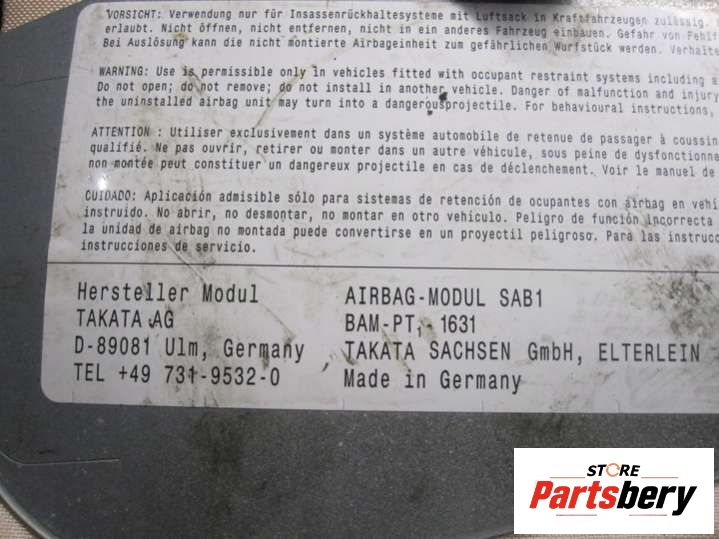 VORSICHT: Verwendung nur für Insassenrückhaltesysteme mit Luftsack in Kraftfahrzeugen zulässig.
erlaubt. Nicht öffnen, nicht entfernen, nicht in ein anderes Fahrzeug einbauen. Gefahr von Fehlf
Bei Auslösung kann die nicht montierte Airbageinheit zum gefährlichen Wurfstück werden. Verhalte
WARNING: Use is permissible only in vehicles fitted with occupant restraint systems including a
Do not open; do not remove; do not install in another vehicle. Danger of malfunction and injury
the uninstalled airbag unit may turn into a dangerous projectile. For behavioural instructions,
ATTENTION : Utiliser exclusivement dans un système automobile de retenue de passager à coussin
qualifié. Ne pas ouvrir, retirer ou monter dans un autre véhicule, sous peine de dysfonctionne
non montée peut constituer un dangereux projectile en cas de déclenchement. Voir le manuel de
CUIDADO: Aplicación admisible sólo para sistemas de retención de ocupantes con airbag en vehí
instruido. No abrir, no desmontar, no montar en otro vehículo. Peligro de función incorrecta
la unidad de airbag no montada puede convertirse en un proyectil peligroso. Para las instrucc
instrucciones de servicio.
Hersteller Modul AIRBAG-MODUL SAB1
TAKATA AG BAM-PT1-1631
D-89081 Ulm, Germany TAKATA SACHSEN GmbH, ELTERLEIN -
TEL +49 731-9532-0 Made in Germany
STORE
Partsbery